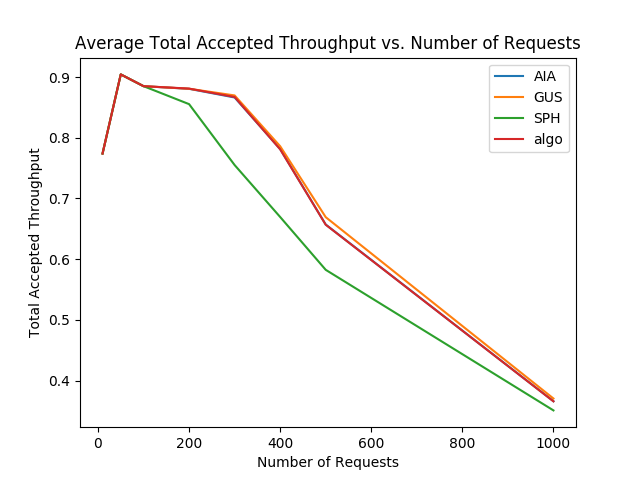 Average Total Accepted Throughput vs. Number of Requests
AIA
GUS
SPH
algo
Total Accepted Throughput
0.9
0.8
0.7
0.6
0.5
0.4
0
200
400
600
800
1000
Number of Requests